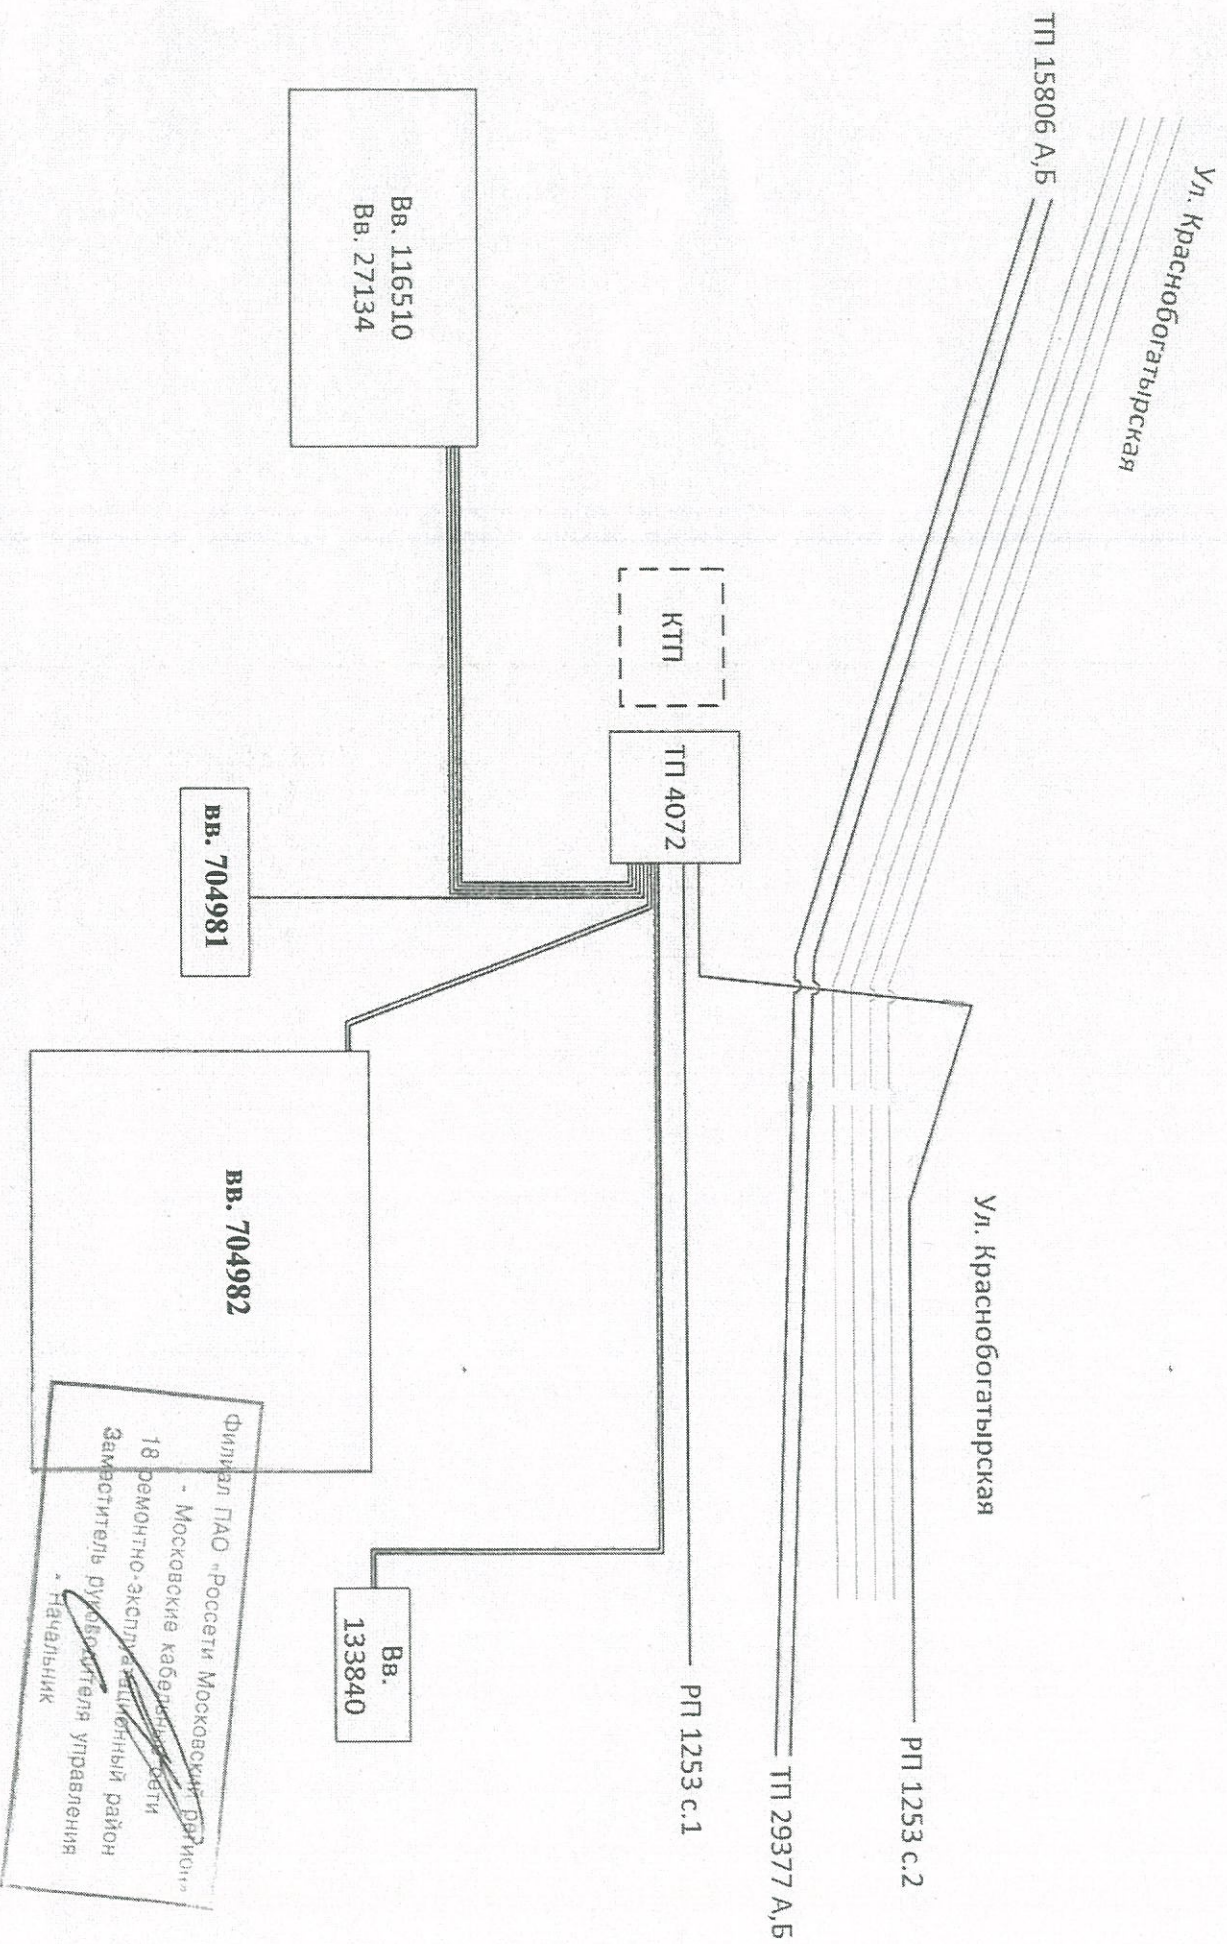 Ул. Краснобогатырская
ТП 15806 А,Б
Ул. Краснобогатырская
РП 1253 с.2
ТП 29377 А,Б
РП 1253 с.1
КТП
ТП 4072
Вв. 116510
Вв. 27134
Вв.
133840
вв. 704981
вв. 704982
Филиал ПАО «Россети Московский регион»
- Московские кабельные сети
18 ремонтно-эксплуатационный район
Заместитель руководителя управления
- начальник